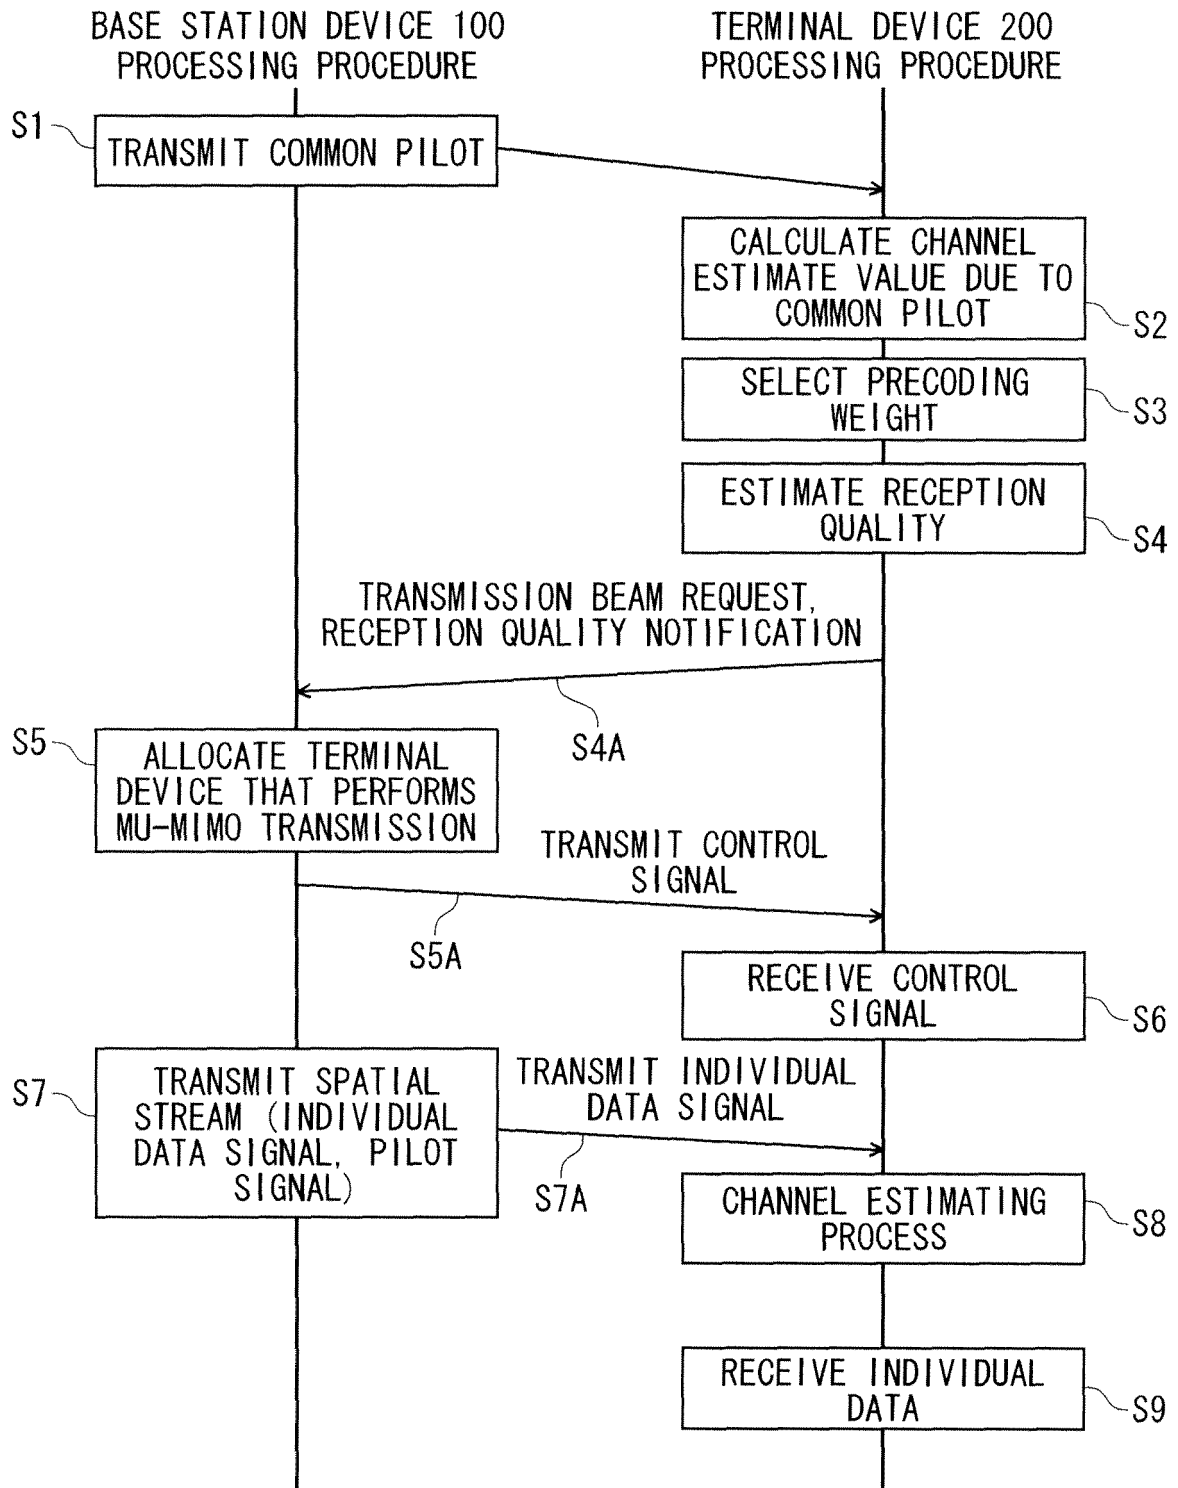 BASE STATION DEVICE 100
PROCESSING PROCEDURE
TERMINAL DEVICE 200
PROCESSING PROCEDURE
S1
TRANSMIT COMMON PILOT
CALCULATE CHANNEL
ESTIMATE VALUE DUE TO
COMMON PILOT
S2
SELECT PRECODING
WEIGHT
S3
ESTIMATE RECEPTION
QUALITY
S4
TRANSMISSION BEAM REQUEST,
RECEPTION QUALITY NOTIFICATION
S4A
S5
ALLOCATE TERMINAL
DEVICE THAT PERFORMS
MU-MIMO TRANSMISSION
TRANSMIT CONTROL
SIGNAL
S5A
RECEIVE CONTROL
SIGNAL
S6
S7
TRANSMIT SPATIAL
STREAM (INDIVIDUAL
DATA SIGNAL, PILOT
SIGNAL)
TRANSMIT INDIVIDUAL
DATA SIGNAL
S7A
CHANNEL ESTIMATING
PROCESS
S8
RECEIVE INDIVIDUAL
DATA
S9